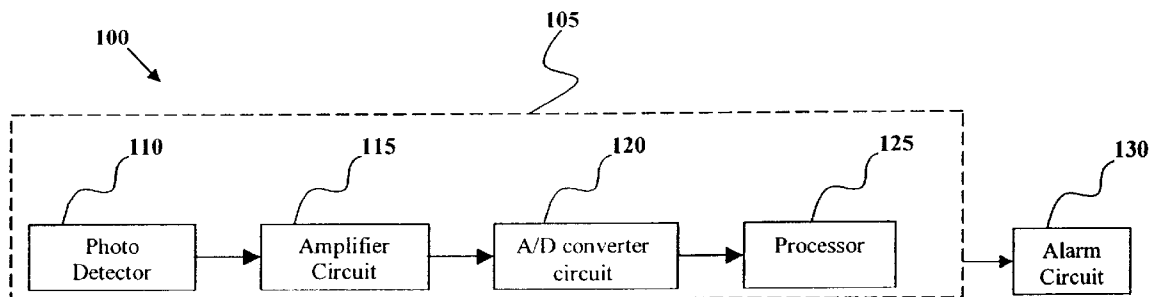 105
100
110
115
120
125
130
Photo
Detector
Amplifier
Circuit
A/D converter
circuit
Processor
Alarm
Circuit